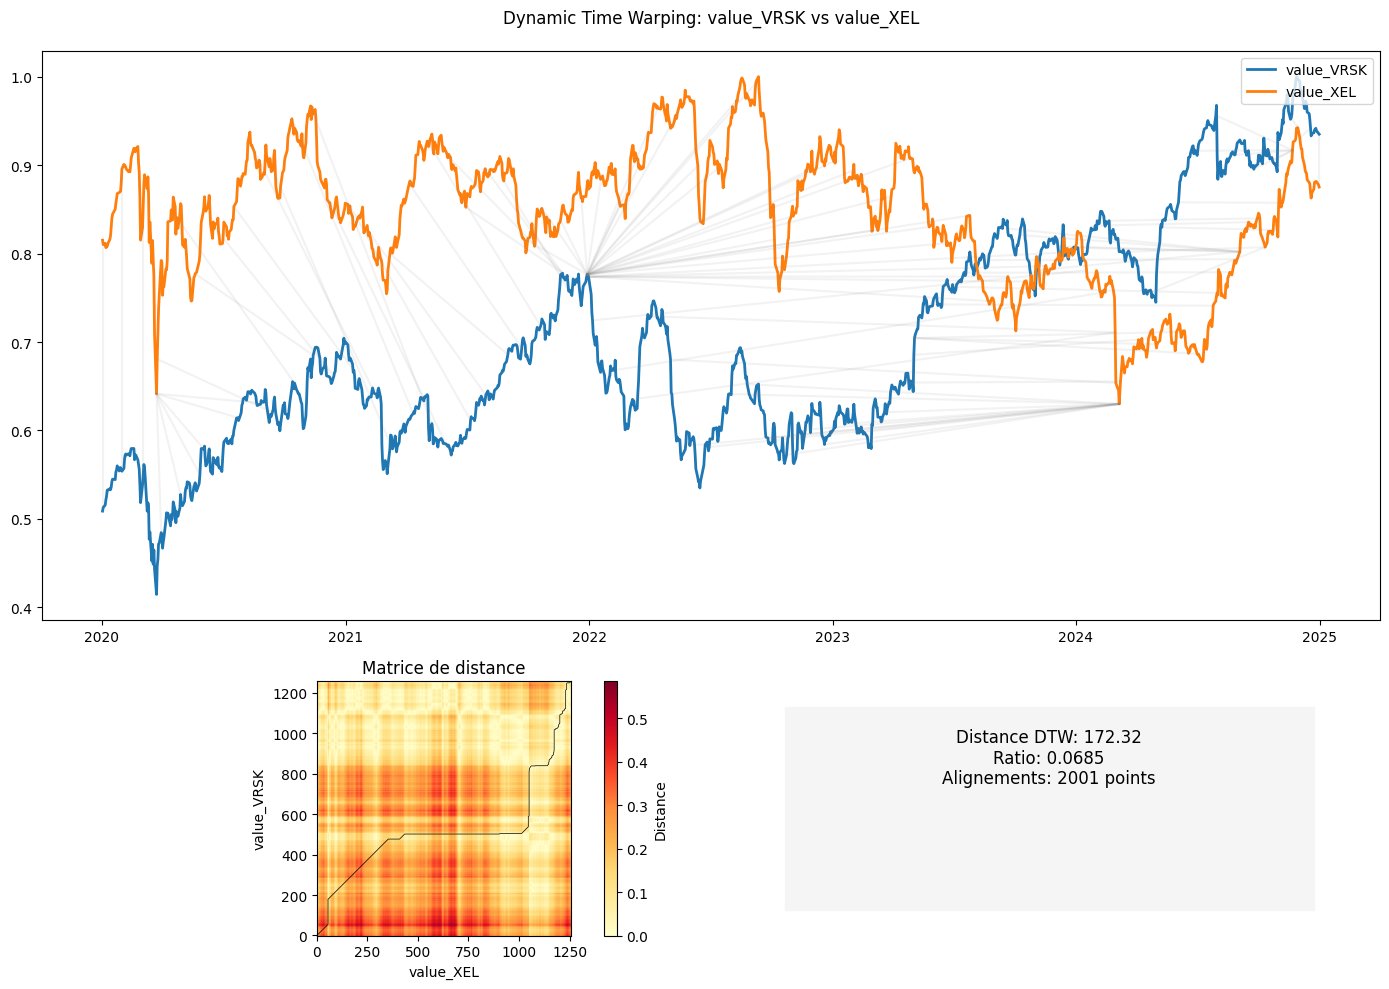 Dynamic Time Warping: value_VRSK vs value_XEL
value_VRSK
value_XEL
1.0
0.9
0.8
0.7
0.6
0.5
0.4
2020 2021 2022 2023 2024 2025
Matrice de distance
value_VRSK
1200
1000
800
600
400
200
0
0 250 500 750 1000 1250
value_XEL
0.5
0.4
0.3
0.2
0.1
0.0
Distance
Distance DTW: 172.32
Ratio: 0.0685
Alignements: 2001 points